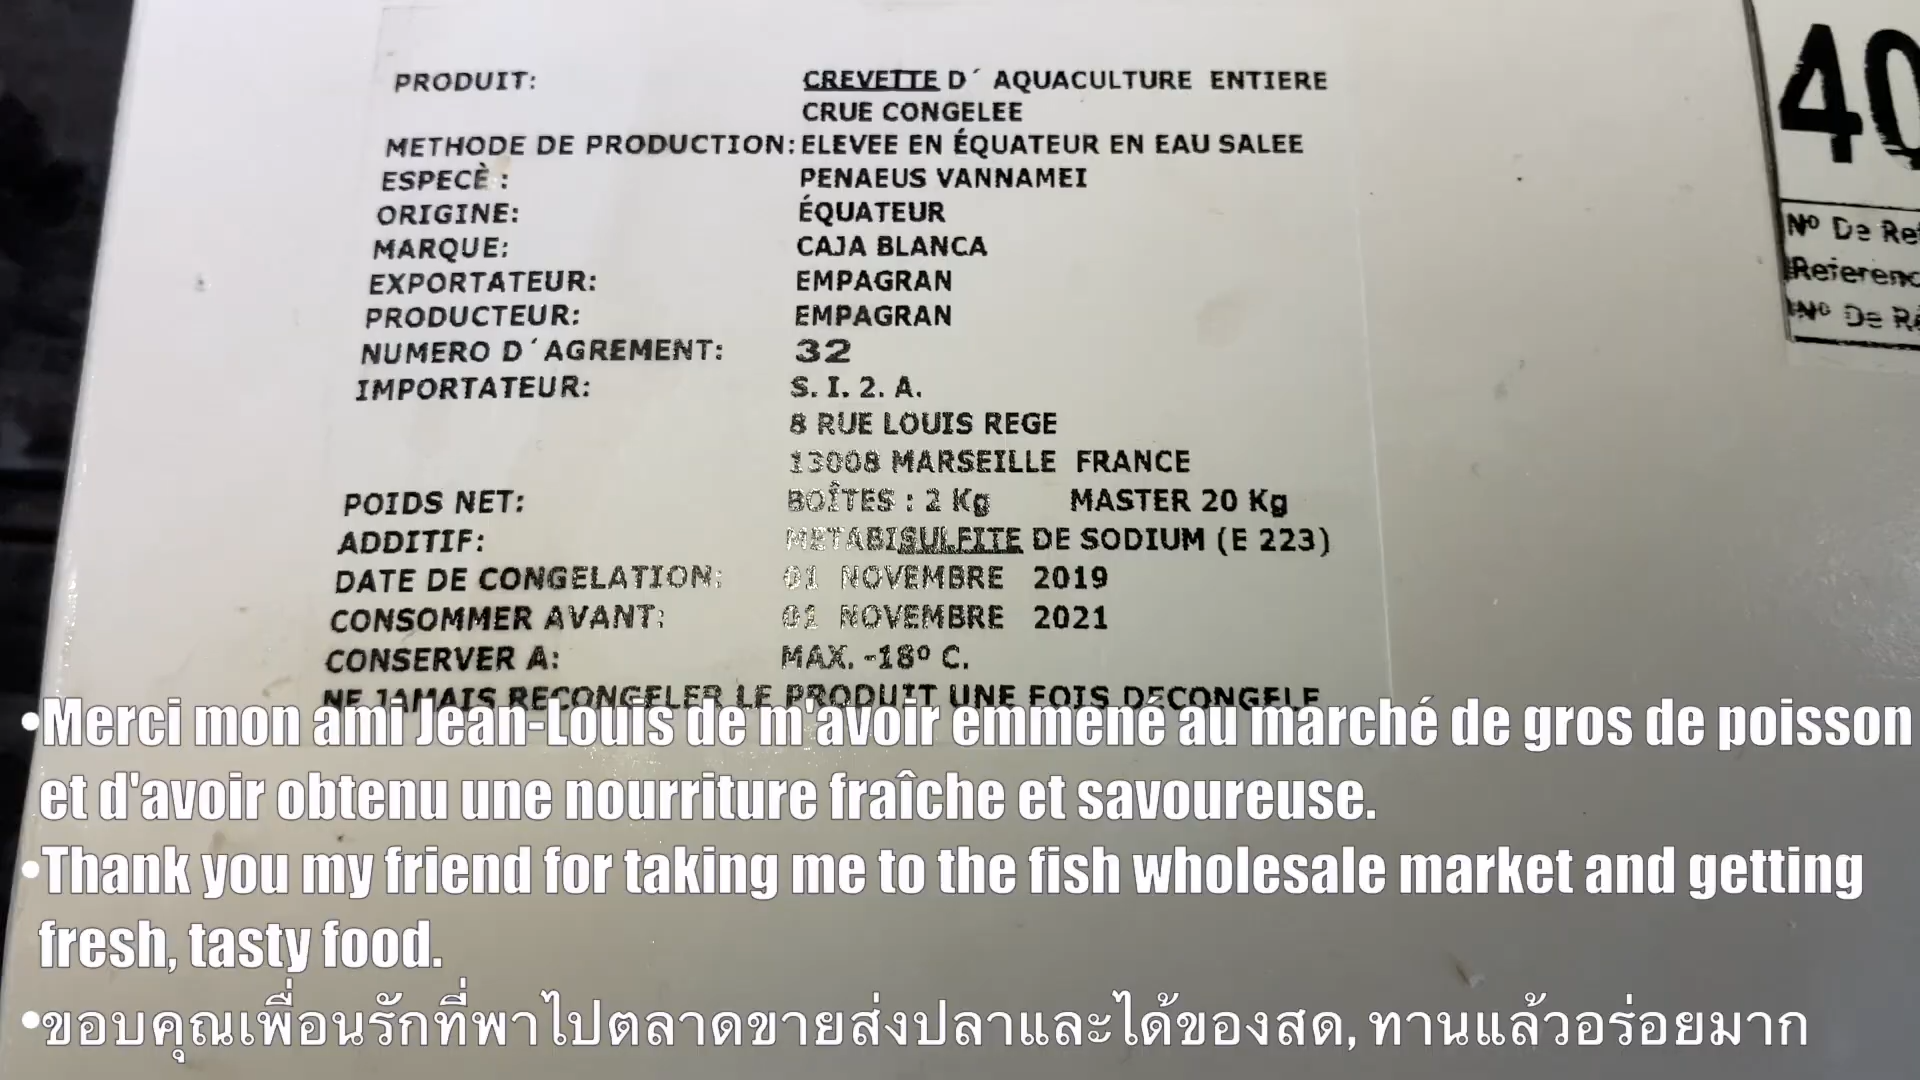 PRODUIT: CREVETTE D´ AQUACULTURE ENTIERE
CRUE CONGELEE
METHODE DE PRODUCTION: ELEVEE EN ÉQUATEUR EN EAU SALEE
ESPECÈ : PENAEUS VANNAMEI
ORIGINE: ÉQUATEUR
MARQUE: CAJA BLANCA
EXPORTATEUR: EMPAGRAN
PRODUCTEUR: EMPAGRAN
NUMERO D´AGREMENT: 32
IMPORTATEUR: S. I. 2. A.
8 RUE LOUIS REGE
13008 MARSEILLE FRANCE
POIDS NET: BOÎTES : 2 Kg MASTER 20 Kg
ADDITIF: METABISULFITE DE SODIUM (E 223)
DATE DE CONGELATION: 01 NOVEMBRE 2019
CONSOMMER AVANT: 01 NOVEMBRE 2021
CONSERVER A: MAX. -18º C.
NE JAMAIS RECONGELER LE PRODUIT UNE FOIS DECONGELE
40
Nº De
Nº De
•Merci mon ami Jean-Louis de m'avoir emmené au marché de gros de poisson
et d'avoir obtenu une nourriture fraîche et savoureuse.
•Thank you my friend for taking me to the fish wholesale market and getting
fresh, tasty food.
•ขอบคุณเพื่อนรักที่พาไปตลาดขายส่งปลาและได้ของสด, ทานแล้วอร่อยมาก